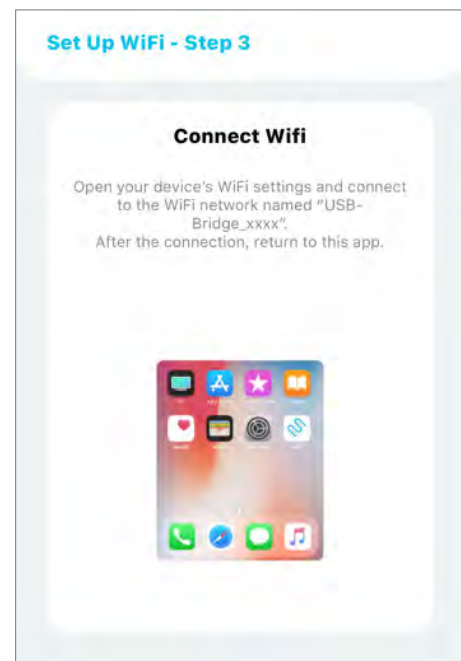 Set Up WiFi - Step 3
Connect Wifi
Open your device's WiFi settings and connect
to the WiFi network named "USB-
Bridge_xxxx".
After the connection, return to this app.